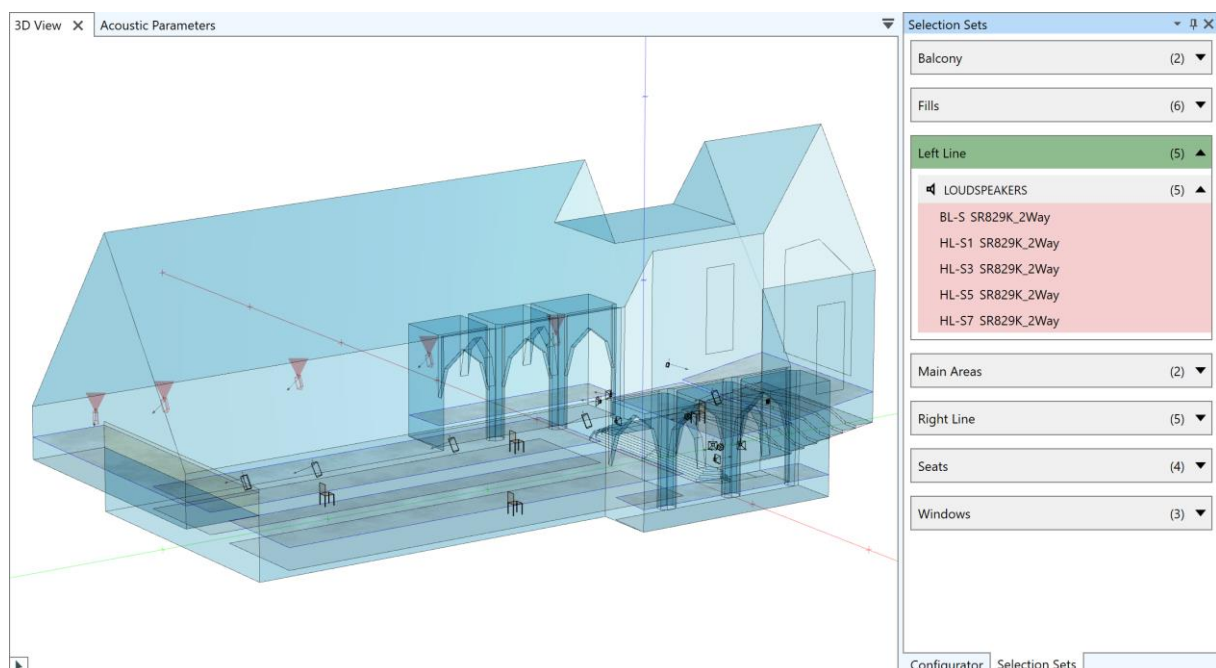 3D View
Acoustic Parameters
Selection Sets
Balcony (2)
Fills (6)
Left Line (5)
LOUDSPEAKERS (5)
BL-S SR829K_2Way
HL-S1 SR829K_2Way
HL-S3 SR829K_2Way
HL-S5 SR829K_2Way
HL-S7 SR829K_2Way
Main Areas (2)
Right Line (5)
Seats (4)
Windows (3)
Configurator
Selection Sets